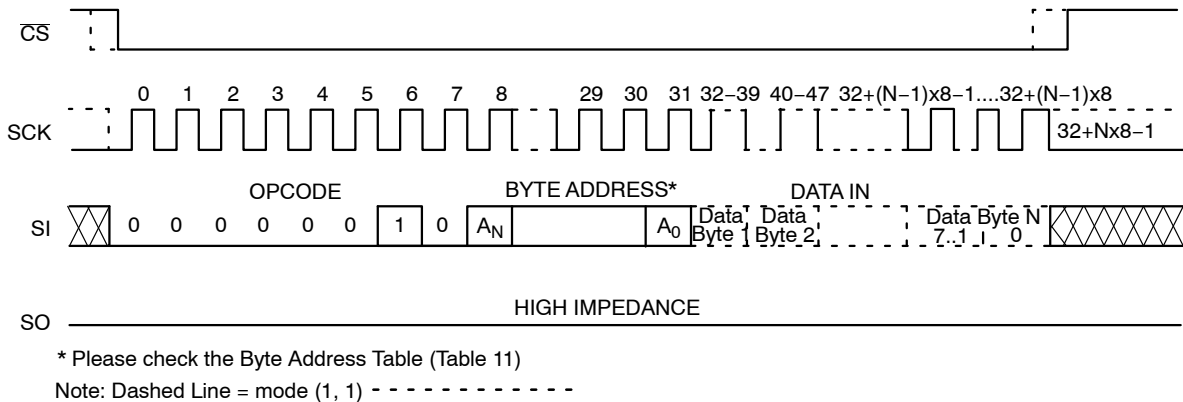 CS
0 1 2 3 4 5 6 7 8 29 30 31 32–39 40–47 32+(N–1)x8–1....32+(N–1)x8
SCK
32+Nx8–1
OPCODE BYTE ADDRESS* DATA IN
SI 0 0 0 0 0 0 1 0 AN A0 Data Byte 1 Data Byte 2 Data Byte N
7..1 0
HIGH IMPEDANCE
SO
* Please check the Byte Address Table (Table 11)
Note: Dashed Line = mode (1, 1)